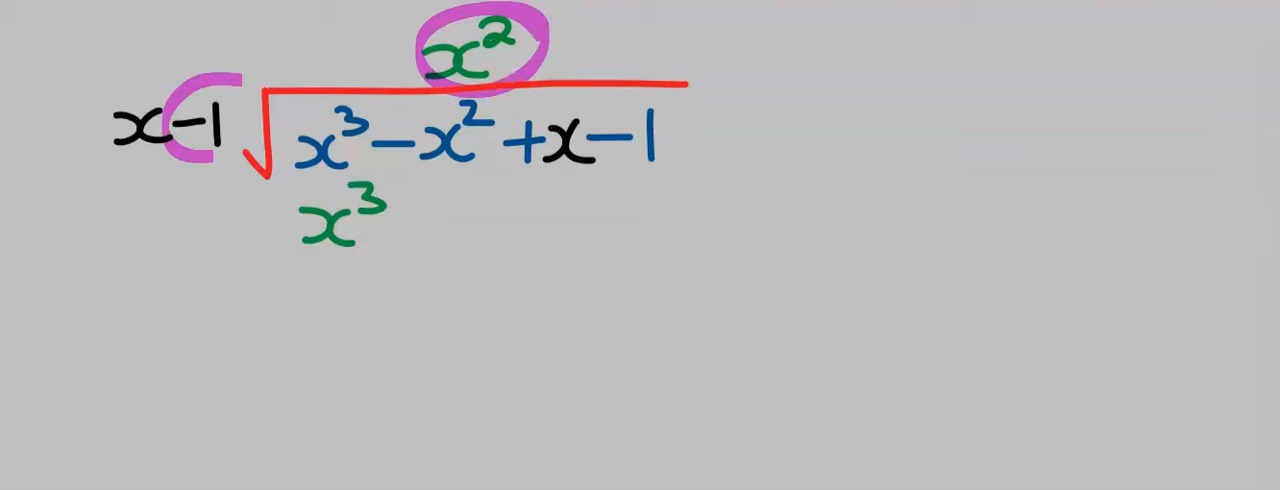 x²
x-1 √ x³-x²+x-1
x³